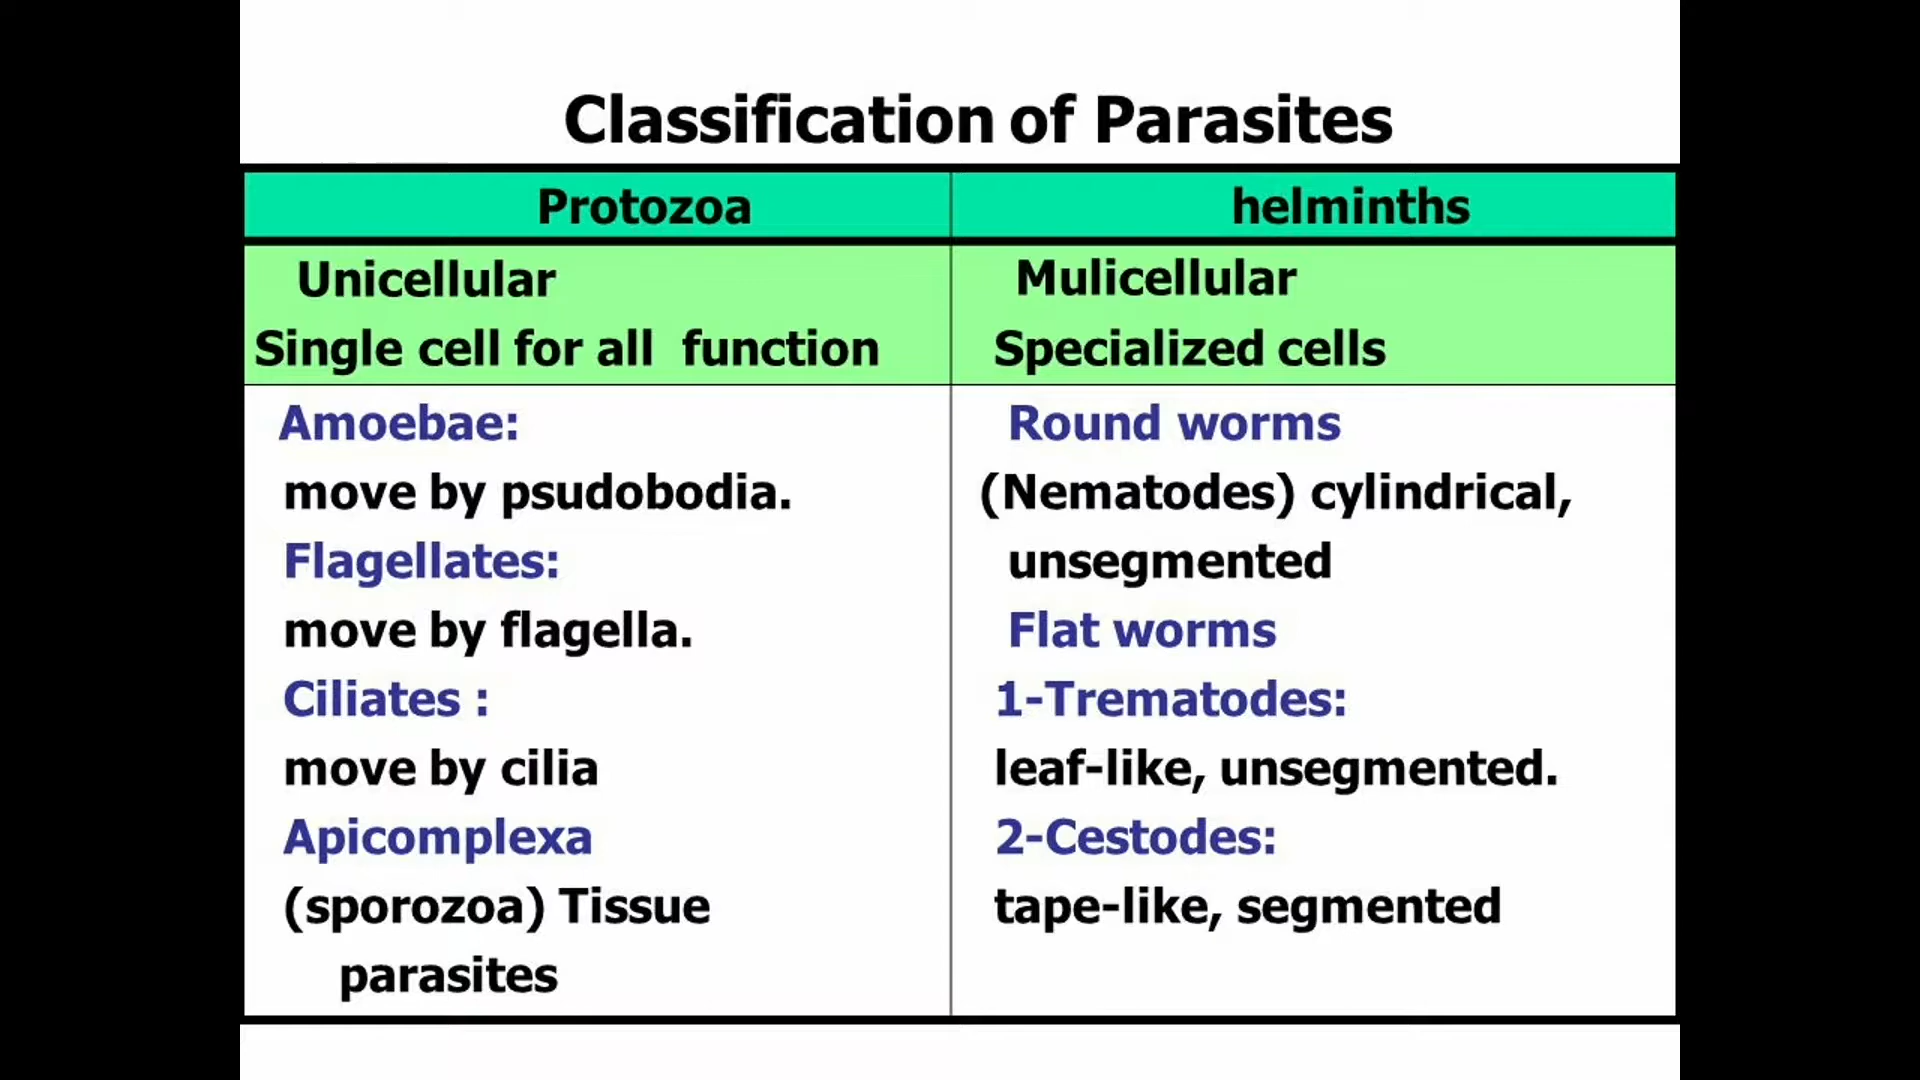 Classification of Parasites
Protozoa
helminths
Unicellular
Single cell for all function
Mulicellular
Specialized cells
Amoebae:
move by psudobodia.
Flagellates:
move by flagella.
Ciliates :
move by cilia
Apicomplexa
(sporozoa) Tissue
parasites
Round worms
(Nematodes) cylindrical,
unsegmented
Flat worms
1-Trematodes:
leaf-like, unsegmented.
2-Cestodes:
tape-like, segmented